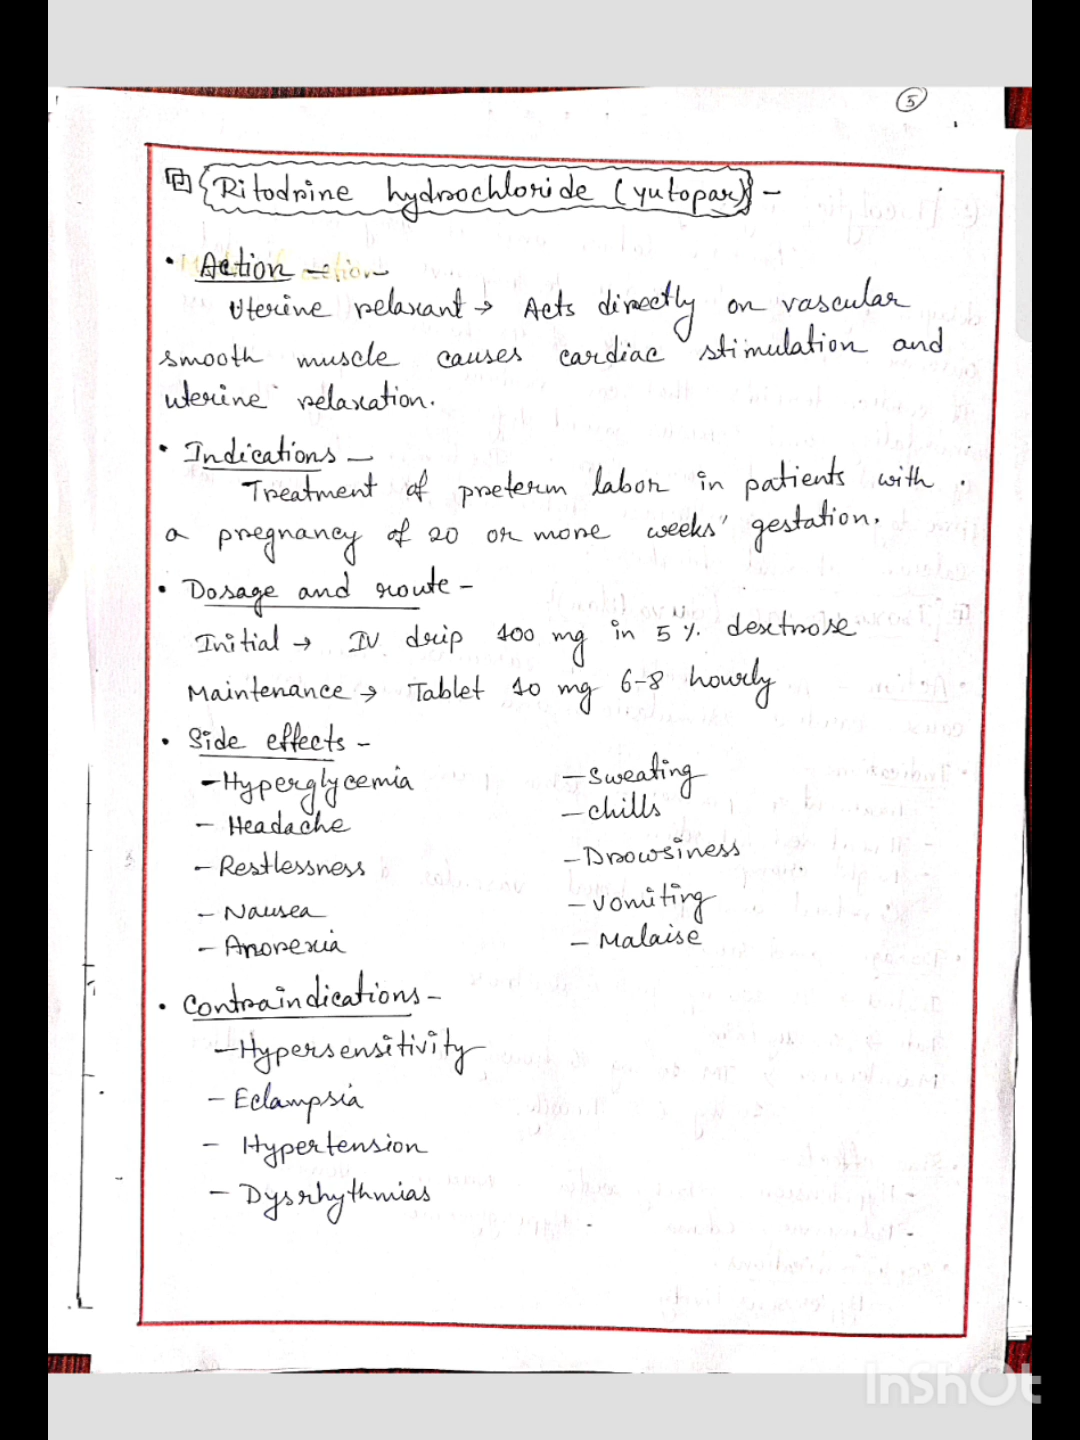 5
Ritodrine hydrochloride (yutopar) -
• Action -
Uterine relaxant → Acts directly on vascular
smooth muscle causes cardiac stimulation and
uterine relaxation.
• Indications -
Treatment of preterm labor in patients with
a pregnancy of 20 or more weeks' gestation.
• Dosage and route -
Initial → IV drip 100 mg in 5 % dextrose
Maintenance → Tablet 10 mg 6-8 hourly
• Side effects -
- Hyperglycemia
- Headache
- Restlessness
- Nausea
- Anorexia
- Sweating
- chills
- Drowsiness
- vomiting
- Malaise
• Contraindications -
- Hypersensitivity
- Eclampsia
- Hypertension
- Dysrhythmias
InShOt